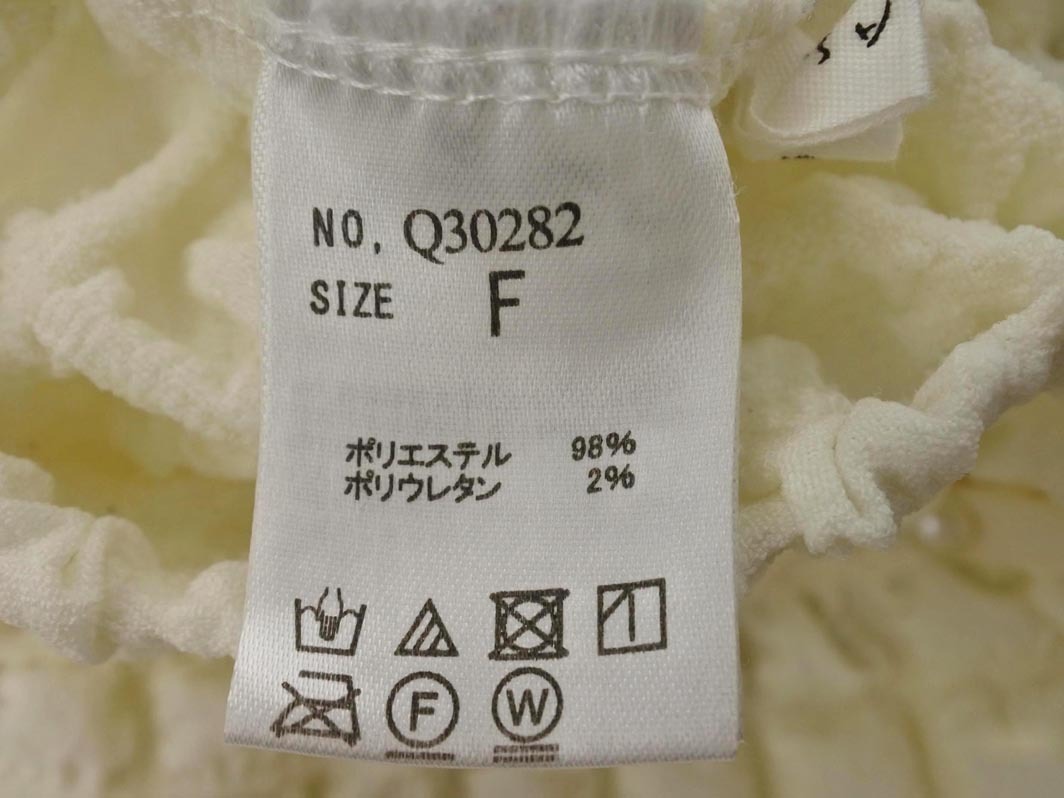 NO. Q30282
SIZE F
ポリエステル 98%
ポリウレタン 2%
F W